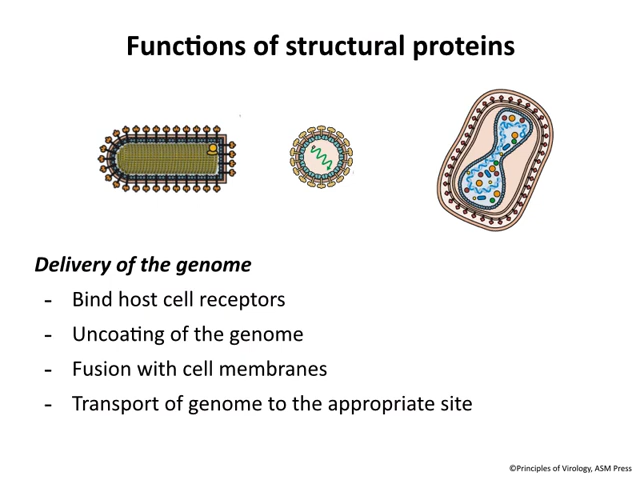 Functions of structural proteins
Delivery of the genome
- Bind host cell receptors
- Uncoating of the genome
- Fusion with cell membranes
- Transport of genome to the appropriate site
©Principles of Virology, ASM Press